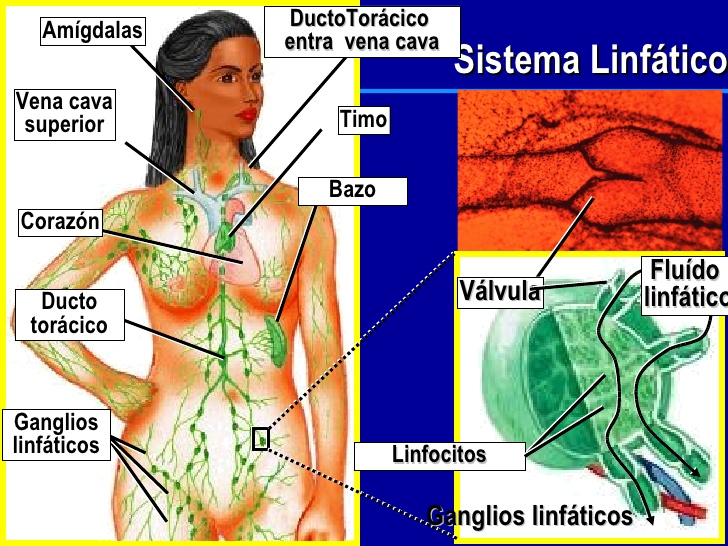 Sistema Linfático
Amígdalas
DuctoTorácico
entra vena cava
Vena cava
superior
Timo
Bazo
Corazón
Ducto
torácico
Ganglios
linfáticos
Válvula
Fluído
linfático
Linfocitos
Ganglios linfáticos